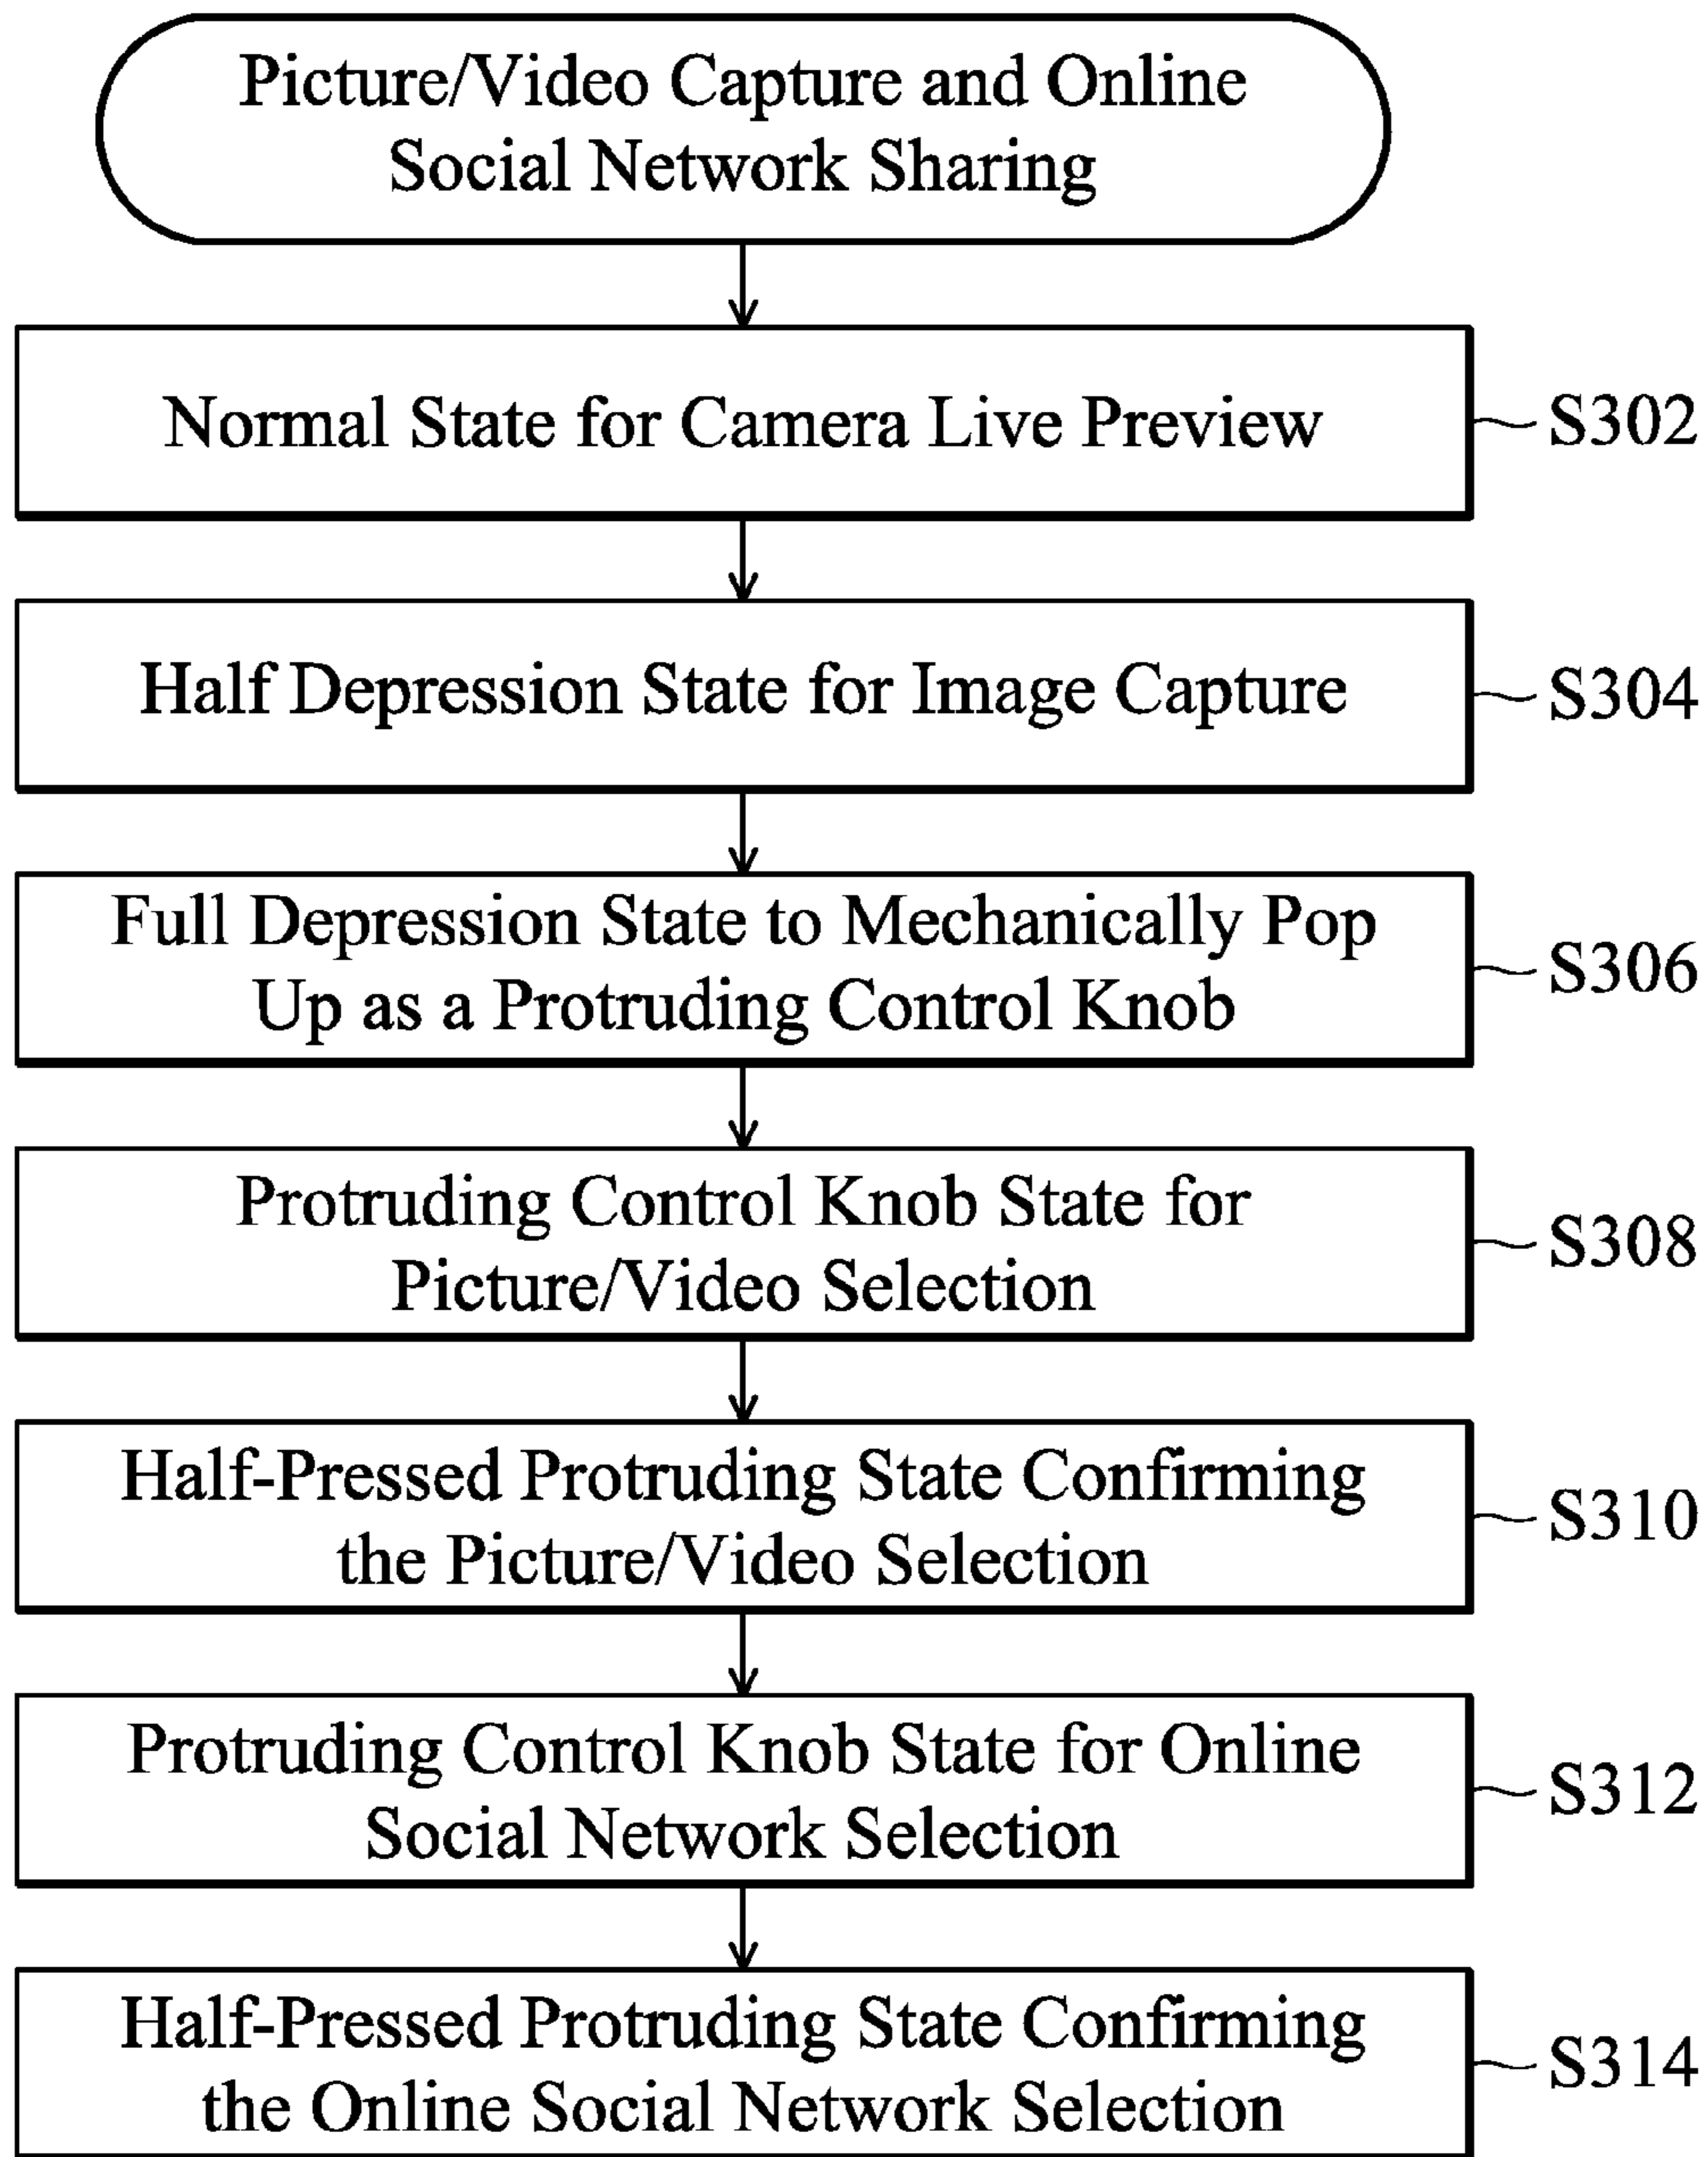 Picture/Video Capture and Online
Social Network Sharing
Normal State for Camera Live Preview
S302
Half Depression State for Image Capture
S304
Full Depression State to Mechanically Pop
Up as a Protruding Control Knob
S306
Protruding Control Knob State for
Picture/Video Selection
S308
Half-Pressed Protruding State Confirming
the Picture/Video Selection
S310
Protruding Control Knob State for Online
Social Network Selection
S312
Half-Pressed Protruding State Confirming
the Online Social Network Selection
S314